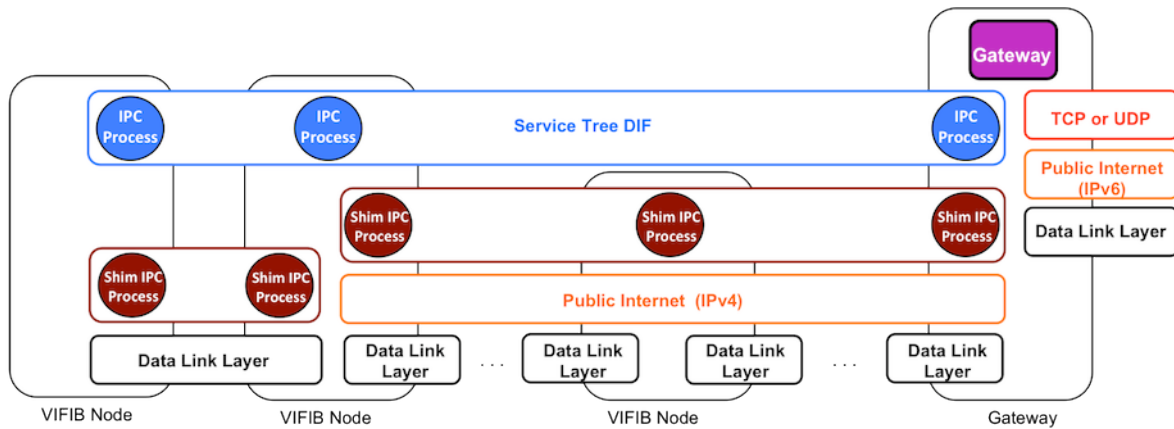 Gateway
IPC
Process
IPC
Process
Service Tree DIF
IPC
Process
TCP or UDP
Public Internet
(IPv6)
Shim IPC
Process
Shim IPC
Process
Shim IPC
Process
Data Link Layer
Shim IPC
Process
Shim IPC
Process
Public Internet (IPv4)
Data Link Layer
Data Link
Layer
. . .
Data Link
Layer
Data Link
Layer
. . .
Data Link
Layer
VIFIB Node
VIFIB Node
VIFIB Node
Gateway